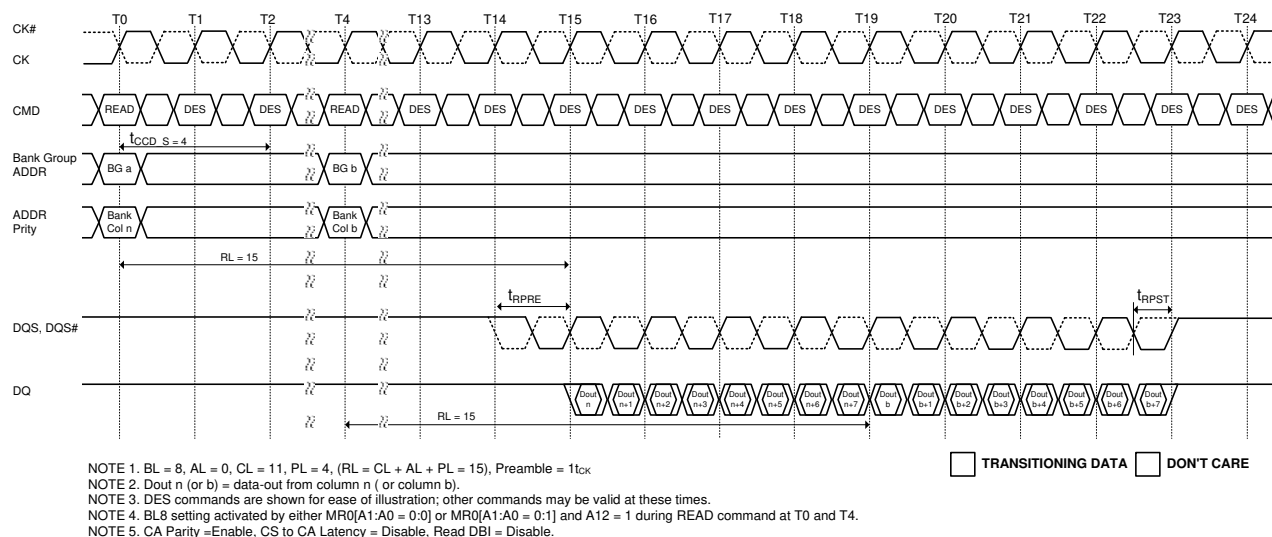 T0 T1 T2 T4 T13 T14 T15 T16 T17 T18 T19 T20 T21 T22 T23 T24
CK#
CK
CMD READ DES DES READ DES DES DES DES DES DES DES DES DES DES DES DES
tCCD_S = 4
Bank Group
ADDR
BG a BG b
ADDR
Prity
Bank
Col n
Bank
Col b
RL = 15
tRPRE tRPST
DQS, DQS#
DQ
Dout
n
Dout
n+1
Dout
n+2
Dout
n+3
Dout
n+4
Dout
n+5
Dout
n+6
Dout
n+7
Dout
b
Dout
b+1
Dout
b+2
Dout
b+3
Dout
b+4
Dout
b+5
Dout
b+6
Dout
b+7
RL = 15
TRANSITIONING DATA DON'T CARE
NOTE 1. BL = 8, AL = 0, CL = 11, PL = 4, (RL = CL + AL + PL = 15), Preamble = 1tCK
NOTE 2. Dout n (or b) = data-out from column n ( or column b).
NOTE 3. DES commands are shown for ease of illustration; other commands may be valid at these times.
NOTE 4. BL8 setting activated by either MR0[A1:A0 = 0:0] or MR0[A1:A0 = 0:1] and A12 = 1 during READ command at T0 and T4.
NOTE 5. CA Parity =Enable, CS to CA Latency = Disable, Read DBI = Disable.